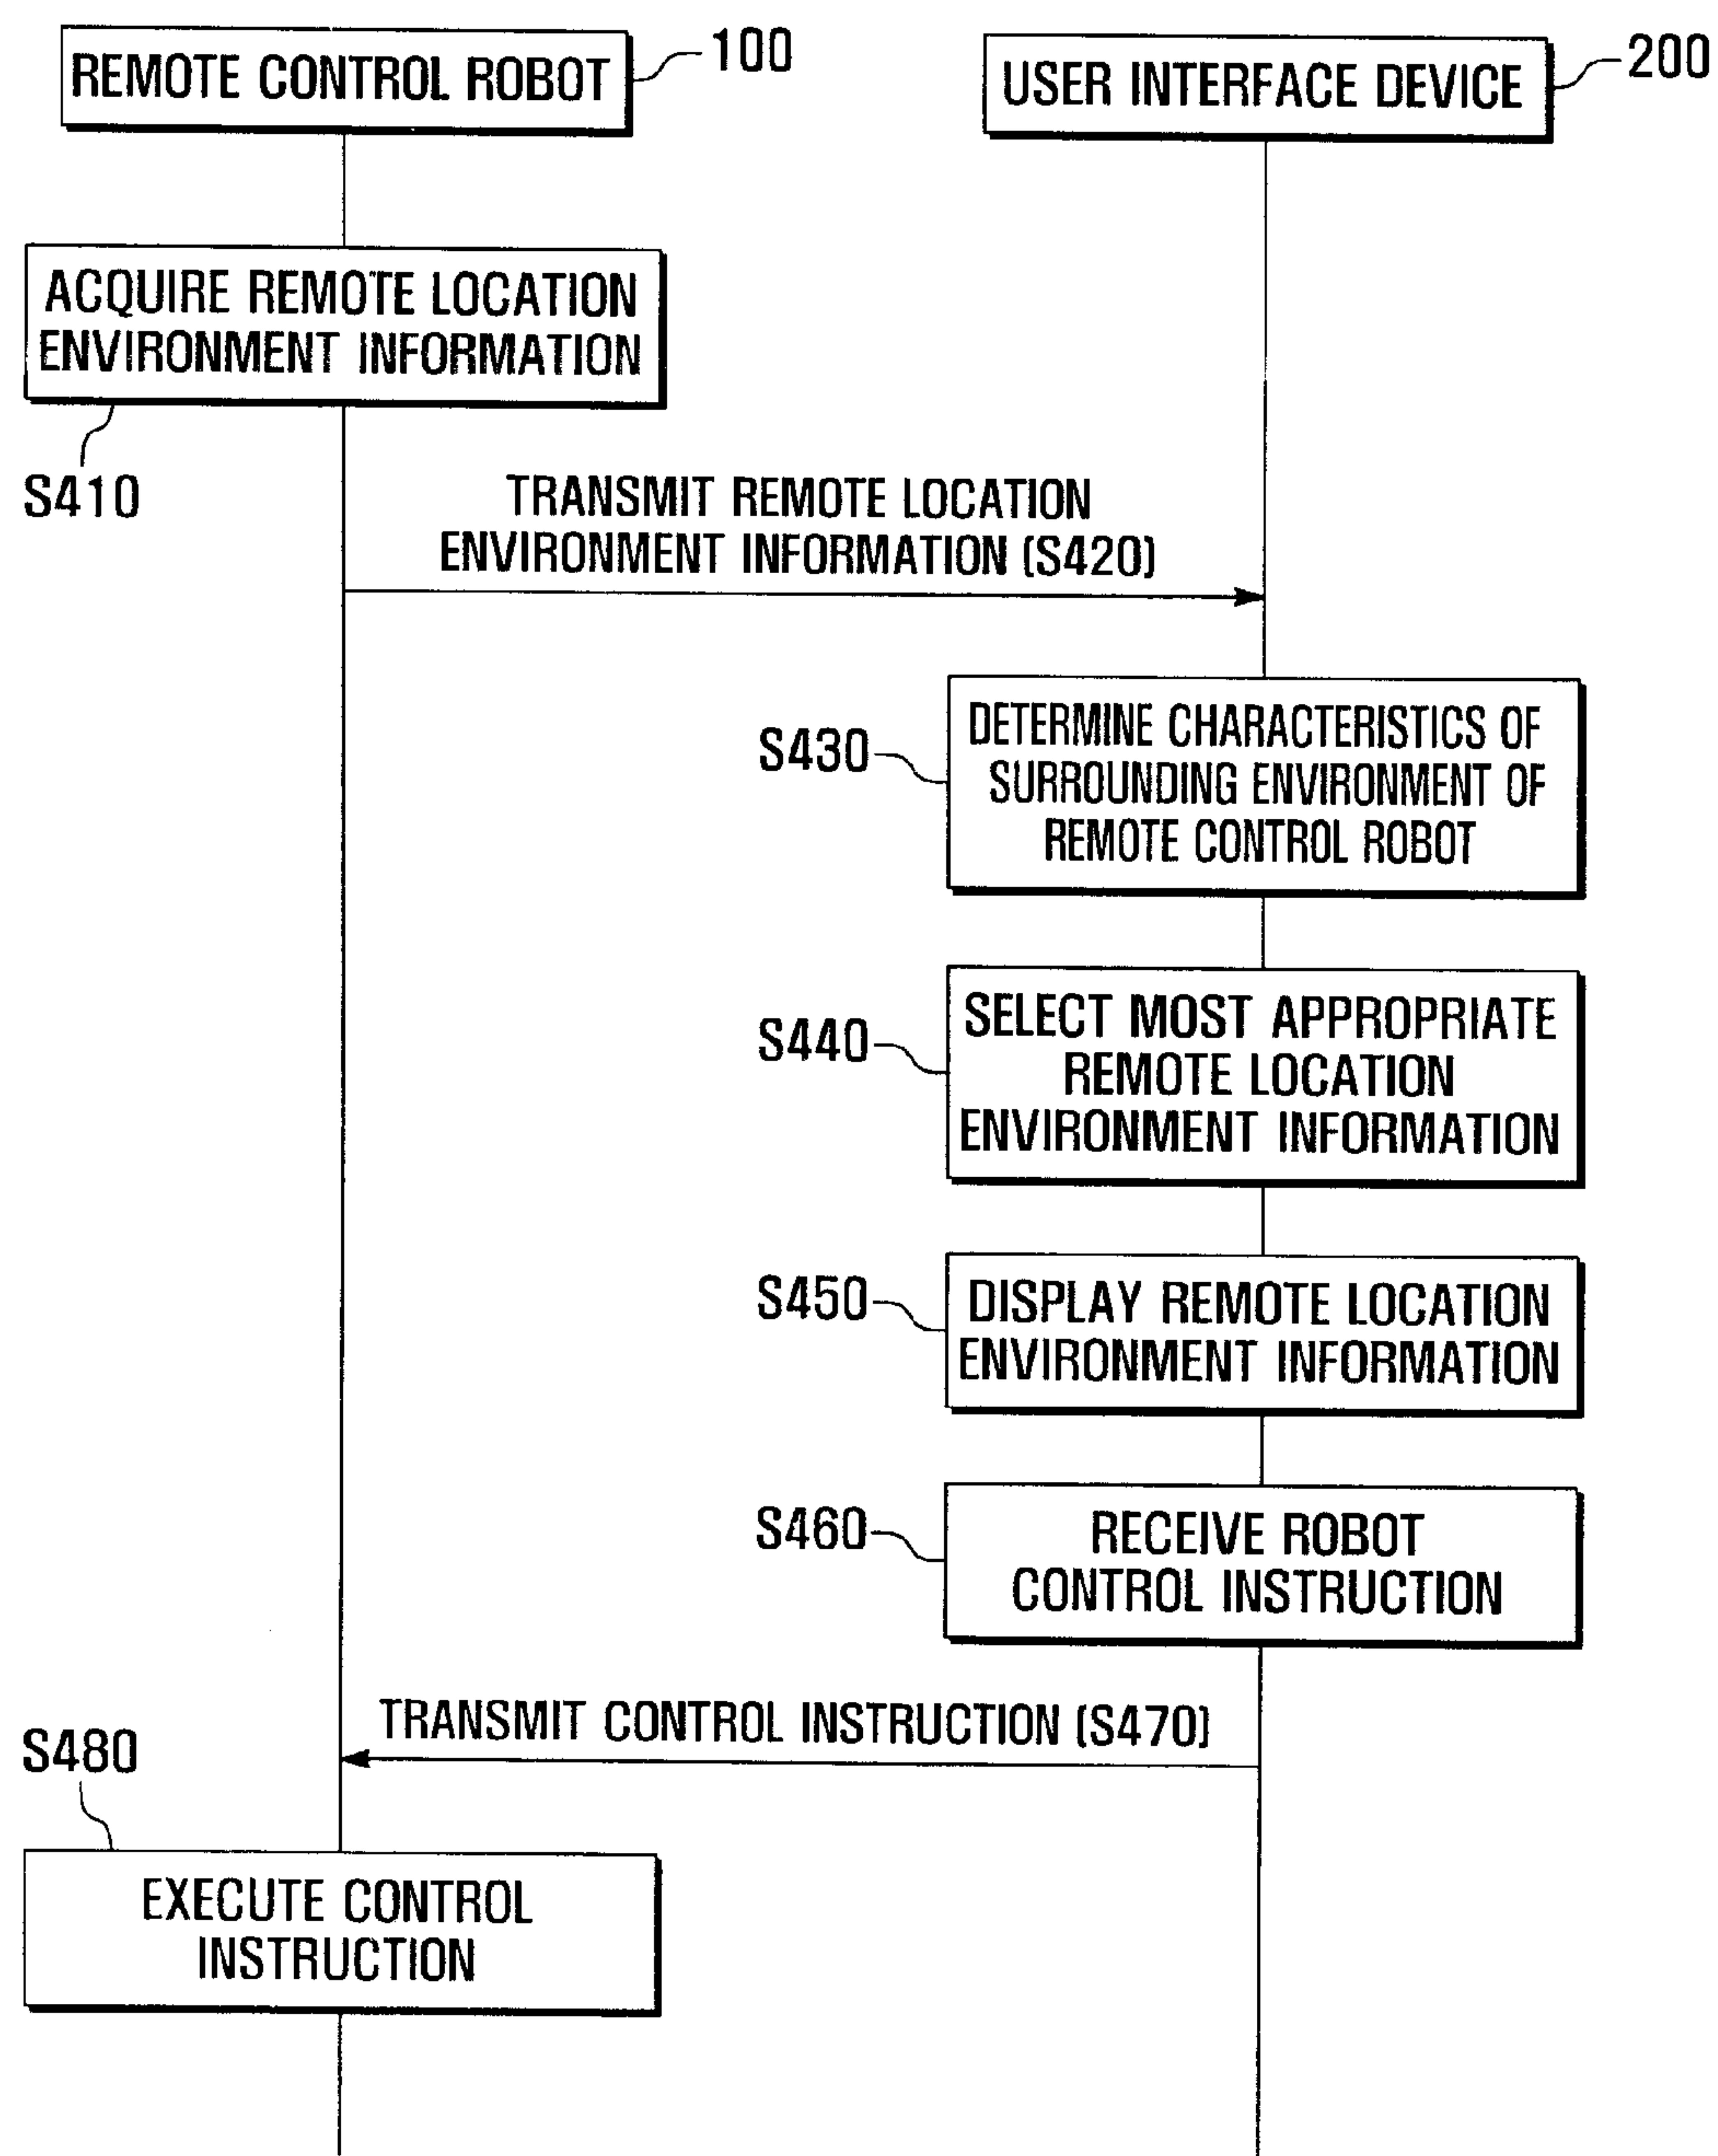 REMOTE CONTROL ROBOT
100
USER INTERFACE DEVICE
200
ACQUIRE REMOTE LOCATION
ENVIRONMENT INFORMATION
S410
TRANSMIT REMOTE LOCATION
ENVIRONMENT INFORMATION (S420)
S430
DETERMINE CHARACTERISTICS OF
SURROUNDING ENVIRONMENT OF
REMOTE CONTROL ROBOT
S440
SELECT MOST APPROPRIATE
REMOTE LOCATION
ENVIRONMENT INFORMATION
S450
DISPLAY REMOTE LOCATION
ENVIRONMENT INFORMATION
S460
RECEIVE ROBOT
CONTROL INSTRUCTION
TRANSMIT CONTROL INSTRUCTION (S470)
S480
EXECUTE CONTROL
INSTRUCTION